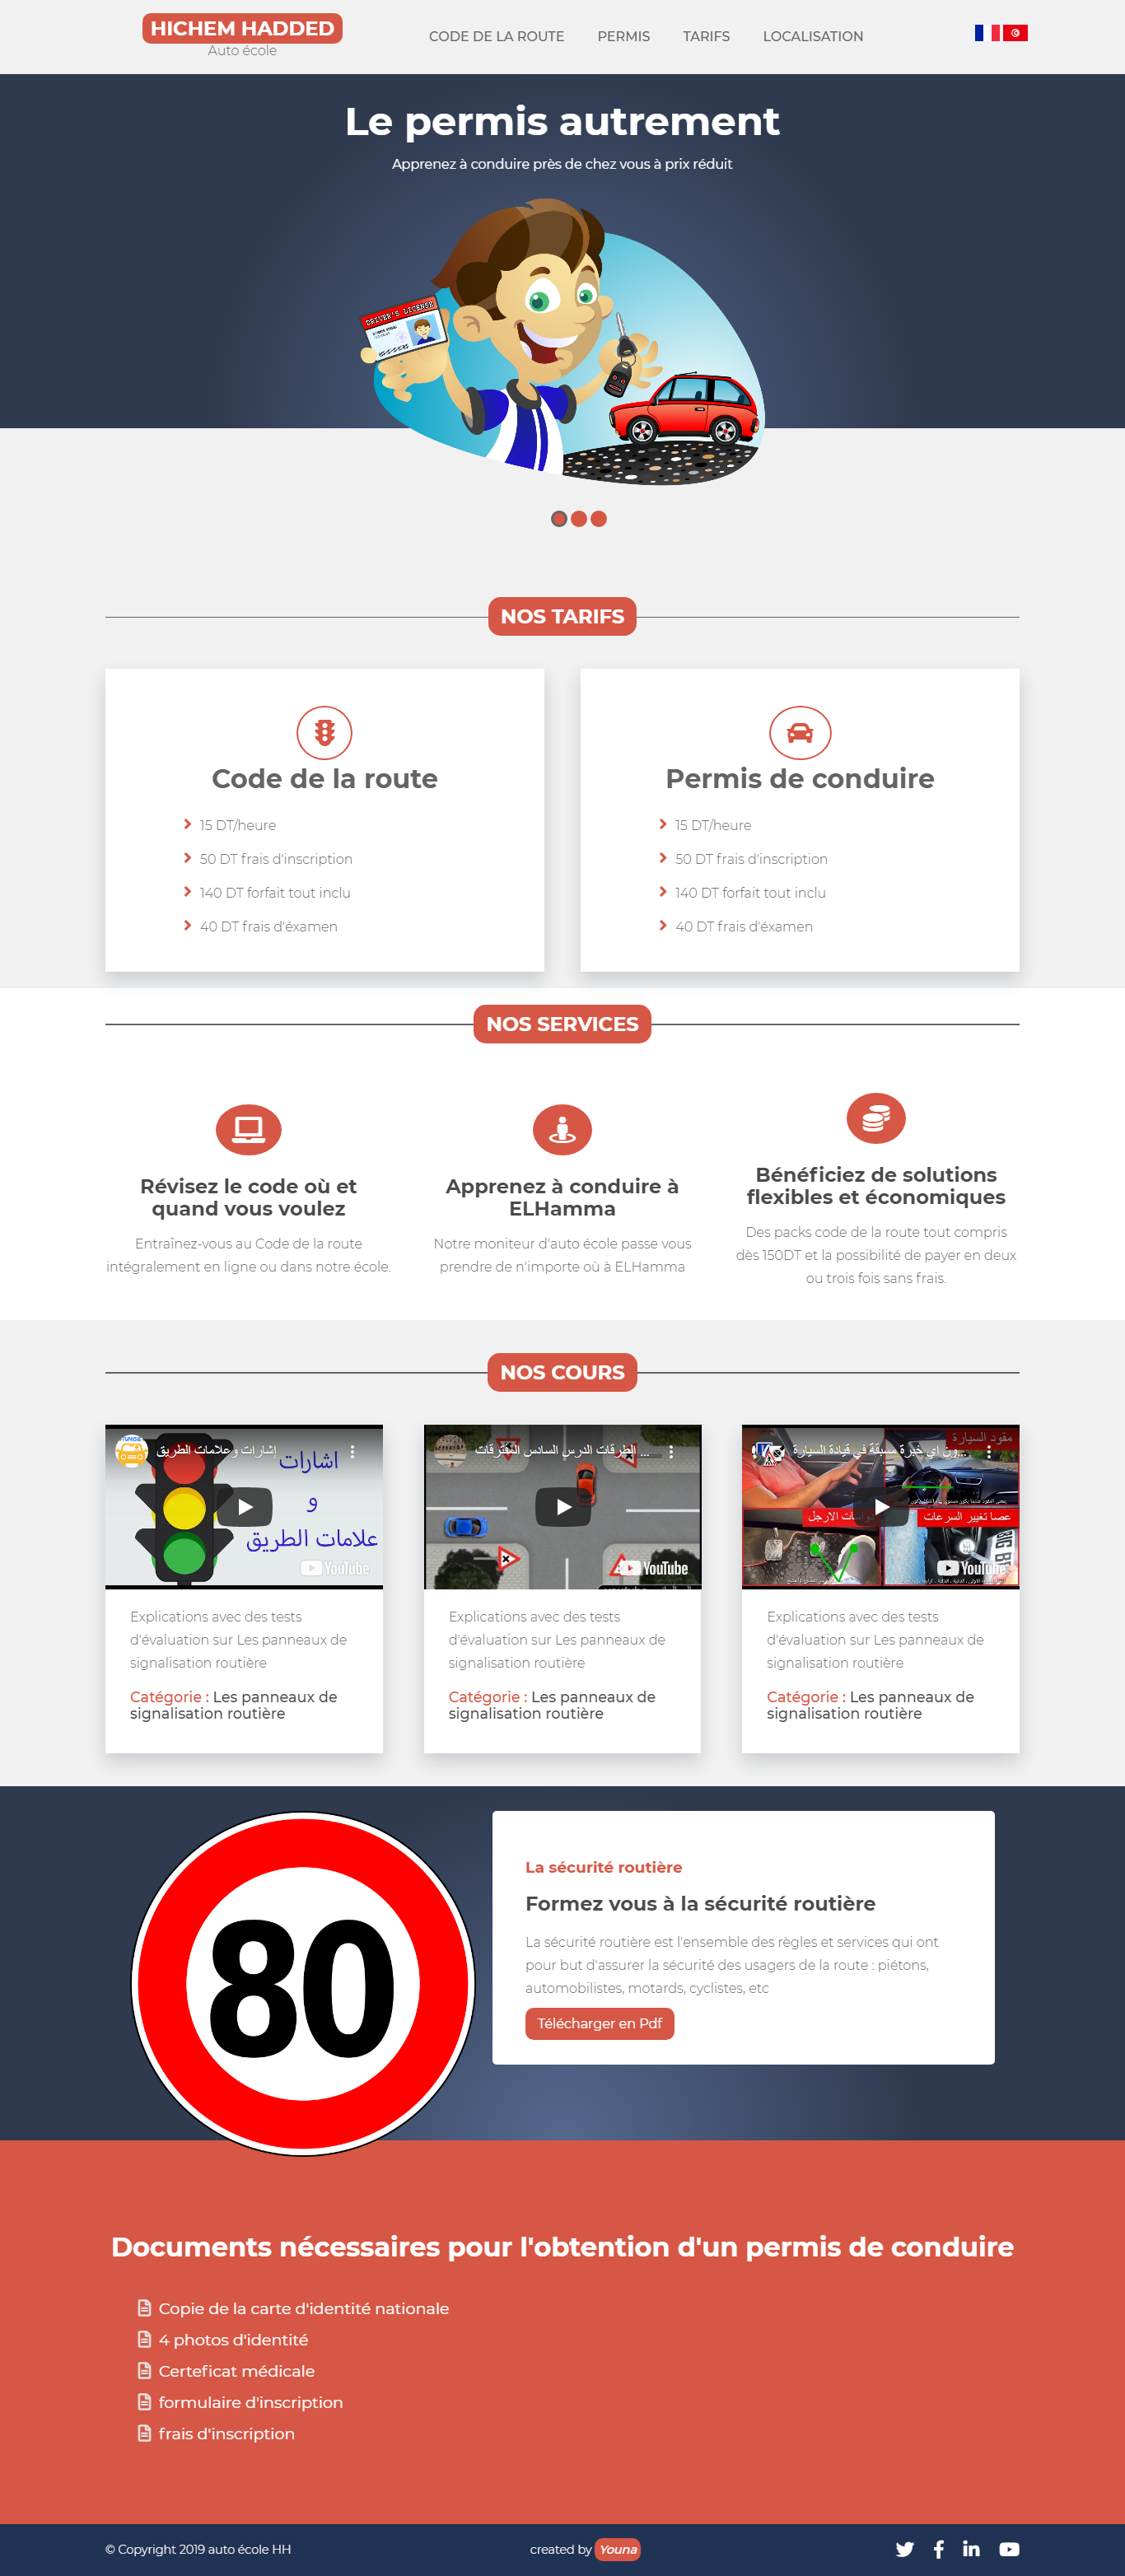 HICHEM HADDED
Auto école
CODE DE LA ROUTE PERMIS TARIFS LOCALISATION
Le permis autrement
Apprenez à conduire près de chez vous à prix réduit
DRIVER'S LICENSE
NOS TARIFS
Code de la route
15 DT/heure
50 DT frais d'inscription
140 DT forfait tout inclu
40 DT frais d'éxamen
Permis de conduire
15 DT/heure
50 DT frais d'inscription
140 DT forfait tout inclu
40 DT frais d'éxamen
NOS SERVICES
Révisez le code où et
quand vous voulez
Entraînez-vous au Code de la route
intégralement en ligne ou dans notre école.
Apprenez à conduire à
ELHamma
Notre moniteur d'auto école passe vous
prendre de n'importe où à ELHamma
Bénéficiez de solutions
flexibles et économiques
Des packs code de la route tout compris
dès 150DT et la possibilité de payer en deux
ou trois fois sans frais.
NOS COURS
إشارات و علامات الطريق
اشارات
و
علامات الطريق
YouTube
Explications avec des tests
d'évaluation sur Les panneaux de
signalisation routière
Catégorie : Les panneaux de
signalisation routière
الطرقات الدرس السادس المفترقات ...
YouTube
Explications avec des tests
d'évaluation sur Les panneaux de
signalisation routière
Catégorie : Les panneaux de
signalisation routière
مقود السيارة
ون اي خبرة مسبقة في قيادة السيارة...
عصا تغيير السرعات
YouTube
Explications avec des tests
d'évaluation sur Les panneaux de
signalisation routière
Catégorie : Les panneaux de
signalisation routière
80
La sécurité routière
Formez vous à la sécurité routière
La sécurité routière est l'ensemble des règles et services qui ont
pour but d'assurer la sécurité des usagers de la route : piétons,
automobilistes, motards, cyclistes, etc
Télécharger en Pdf
Documents nécessaires pour l'obtention d'un permis de conduire
Copie de la carte d'identité nationale
4 photos d'identité
Certeficat médicale
formulaire d'inscription
frais d'inscription
© Copyright 2019 auto école HH
created by Youna